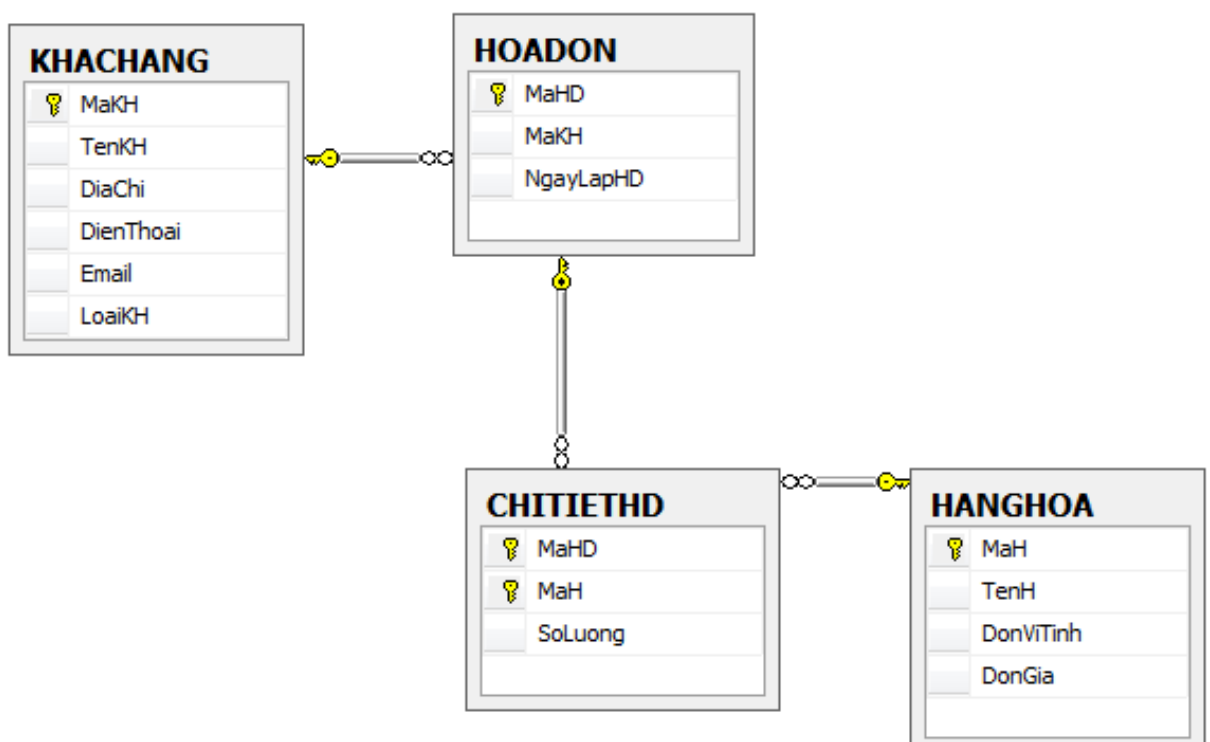 KHACHANG
MaKH
TenKH
DiaChi
DienThoai
Email
LoaiKH
HOADON
MaHD
MaKH
NgayLapHD
CHITIETHD
MaHD
MaH
SoLuong
HANGHOA
MaH
TenH
DonViTinh
DonGia